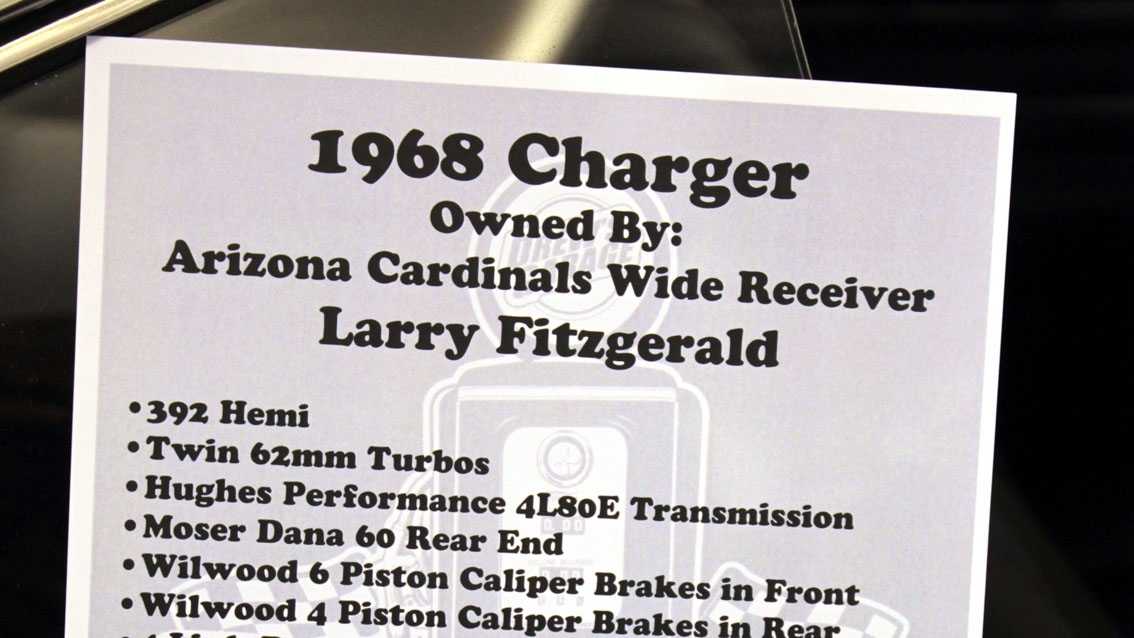 1968 Charger
Owned By:
Arizona Cardinals Wide Receiver
Larry Fitzgerald
•392 Hemi
•Twin 62mm Turbos
•Hughes Performance 4L80E Transmission
•Moser Dana 60 Rear End
•Wilwood 6 Piston Caliper Brakes in Front
•Wilwood 4 Piston Caliper Brakes in Rear